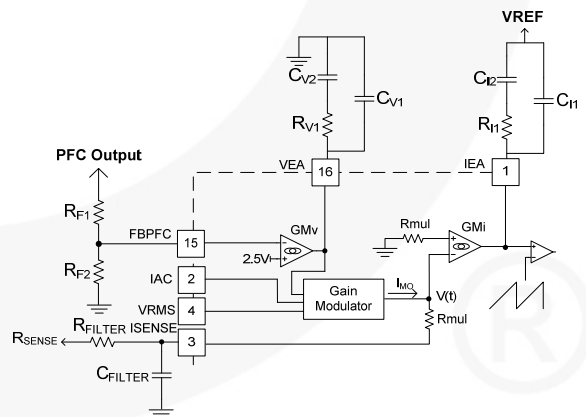 VREF
CV2
CV1
RV1
CI2
CI1
RI1
PFC Output
VEA
16
IEA
1
RF1
FBPFC
15
GMv
2.5V
Rmul
GMi
RF2
IAC
2
VRMS
4
Gain
Modulator
IMO
V(t)
Rmul
RSENSE
RFILTER
ISENSE
3
CFILTER
®